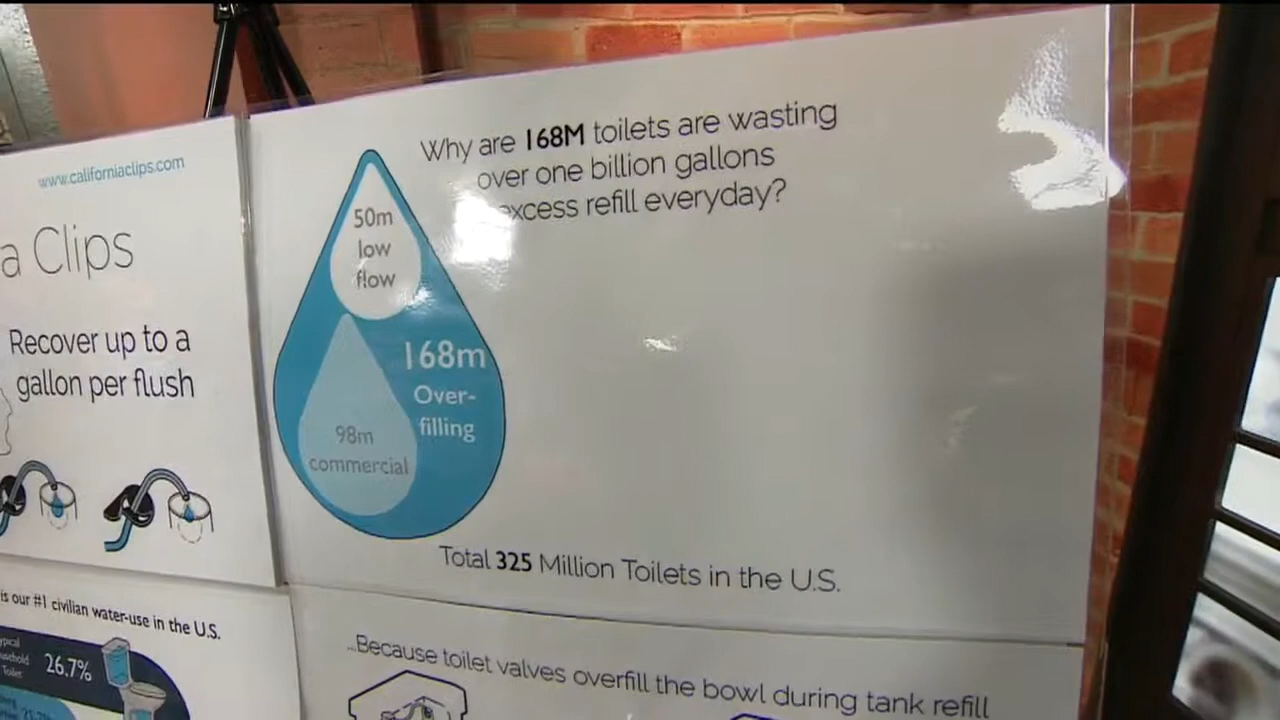 www.californiaclips.com
a Clips
Recover up to a
gallon per flush
is our #1 civilian water-use in the U.S.
Toilet
26.7%
Why are 168M toilets are wasting
over one billion gallons
excess refill everyday?
50m
low
flow
168m
Over-
filling
98m
commercial
Total 325 Million Toilets in the U.S.
...Because toilet valves overfill the bowl during tank refill